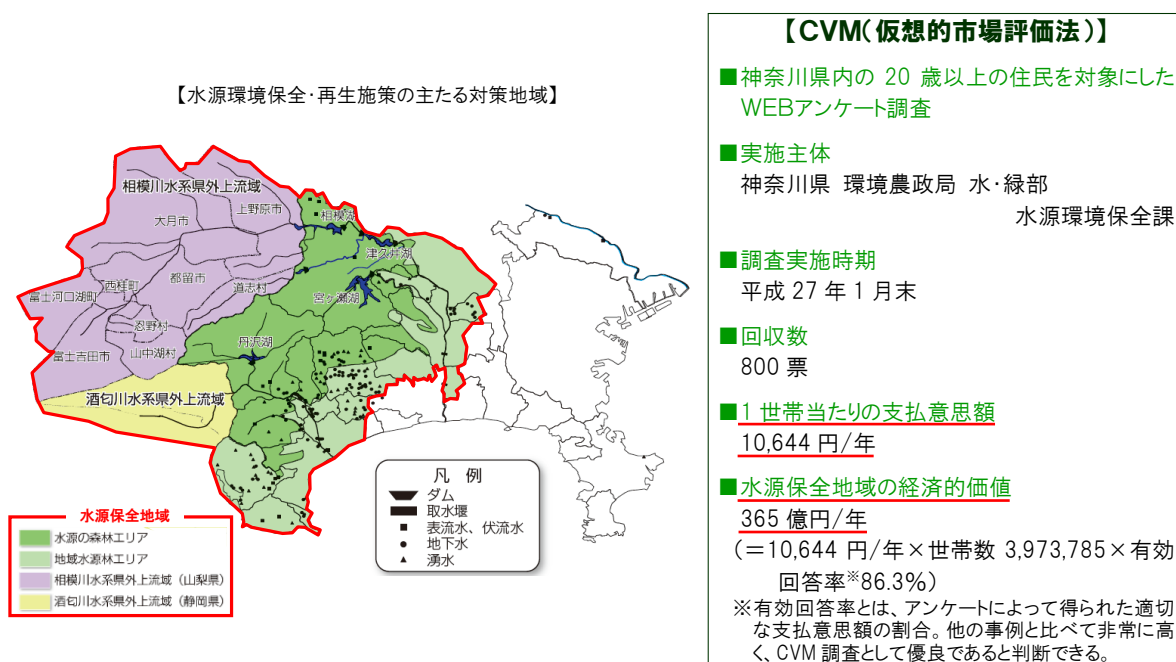 【水源環境保全・再生施策の主たる対策地域】
相模川水系県外上流域
上野原市
大月市
相模湖
津久井湖
都留市
西桂町
道志村
富士河口湖町
宮ヶ瀬湖
忍野村
丹沢湖
富士吉田市
山中湖村
酒匂川水系県外上流域
凡 例
ダム
取水堰
表流水、伏流水
地下水
湧水
水源保全地域
水源の森林エリア
地域水源林エリア
相模川水系県外上流域（山梨県）
酒匂川水系県外上流域（静岡県）
【CVM（仮想的市場評価法）】
■神奈川県内の 20 歳以上の住民を対象にした
WEBアンケート調査
■実施主体
神奈川県 環境農政局 水・緑部
水源環境保全課
■調査実施時期
平成 27 年 1 月末
■回収数
800 票
■1 世帯当たりの支払意思額
10,644 円/年
■水源保全地域の経済的価値
365 億円/年
（＝10,644 円/年×世帯数 3,973,785×有効
回答率※86.3％）
※有効回答率とは、アンケートによって得られた適切
な支払意思額の割合。他の事例と比べて非常に高
く、CVM 調査として優良であると判断できる。